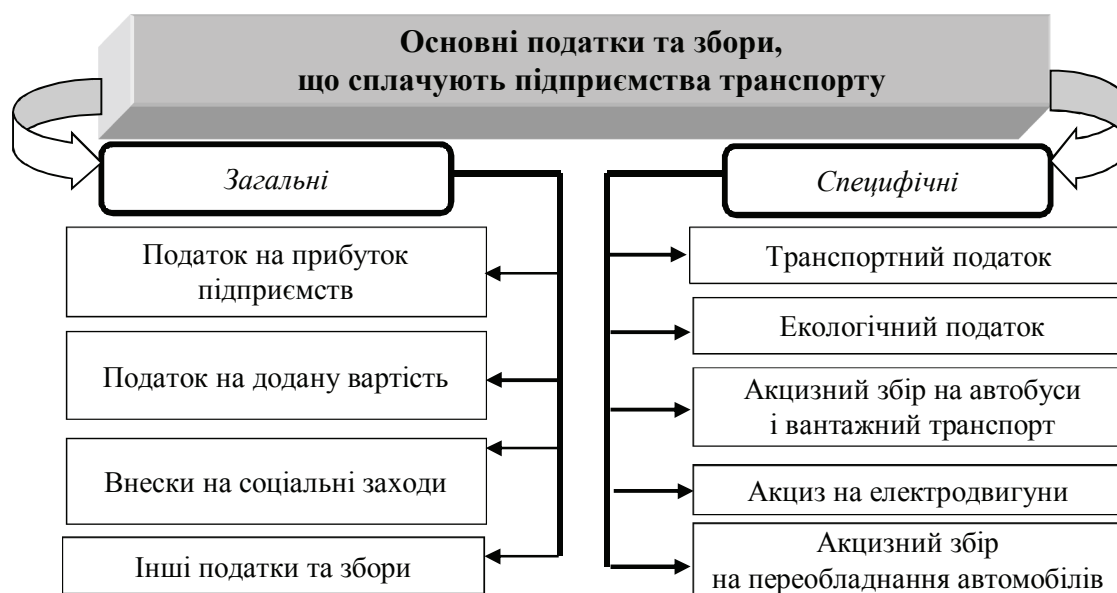 Основні податки та збори,
що сплачують підприємства транспорту
Загальні
Податок на прибуток
підприємств
Податок на додану вартість
Внески на соціальні заходи
Інші податки та збори
Специфічні
Транспортний податок
Екологічний податок
Акцизний збір на автобуси
і вантажний транспорт
Акциз на електродвигуни
Акцизний збір
на переобладнання автомобілів